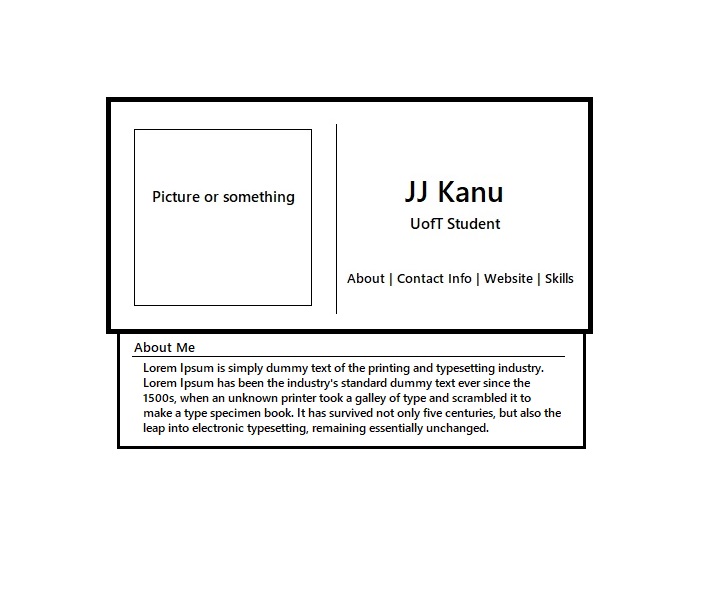 Picture or something
JJ Kanu
UofT Student
About | Contact Info | Website | Skills
About Me
Lorem Ipsum is simply dummy text of the printing and typesetting industry.
Lorem Ipsum has been the industry's standard dummy text ever since the
1500s, when an unknown printer took a galley of type and scrambled it to
make a type specimen book. It has survived not only five centuries, but also the
leap into electronic typesetting, remaining essentially unchanged.